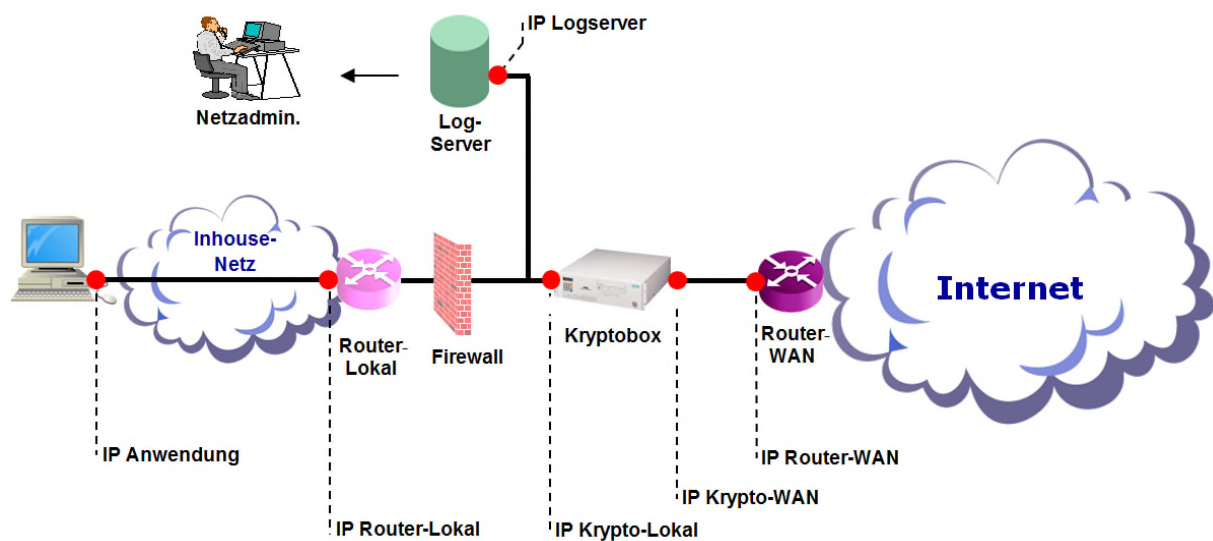 IP Logserver
Netzadmin.
Log-
Server
Inhouse-
Netz
Router-
Lokal
Firewall
Kryptobox
Router-
WAN
Internet
IP Anwendung
IP Router-WAN
IP Krypto-WAN
IP Router-Lokal
IP Krypto-Lokal